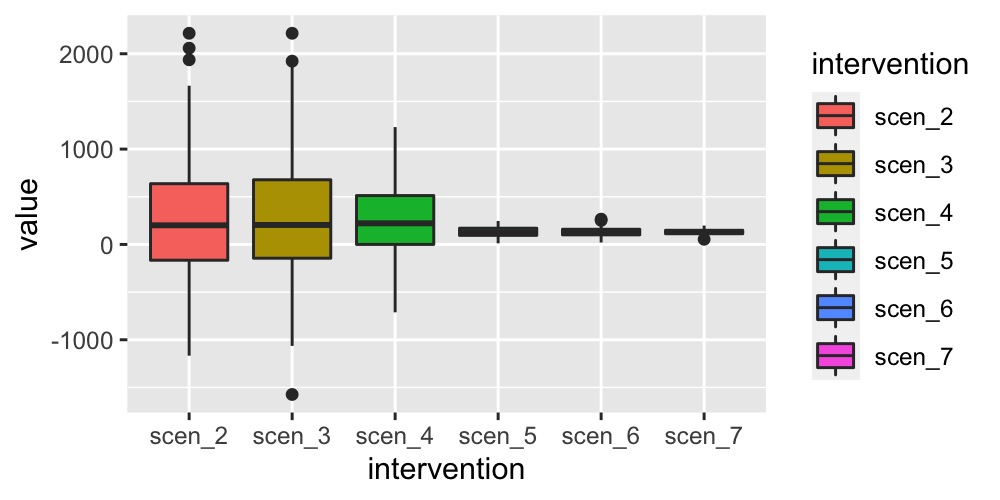 value
2000
1000
0
-1000
scen_2 scen_3 scen_4 scen_5 scen_6 scen_7
intervention
intervention
scen_2
scen_3
scen_4
scen_5
scen_6
scen_7